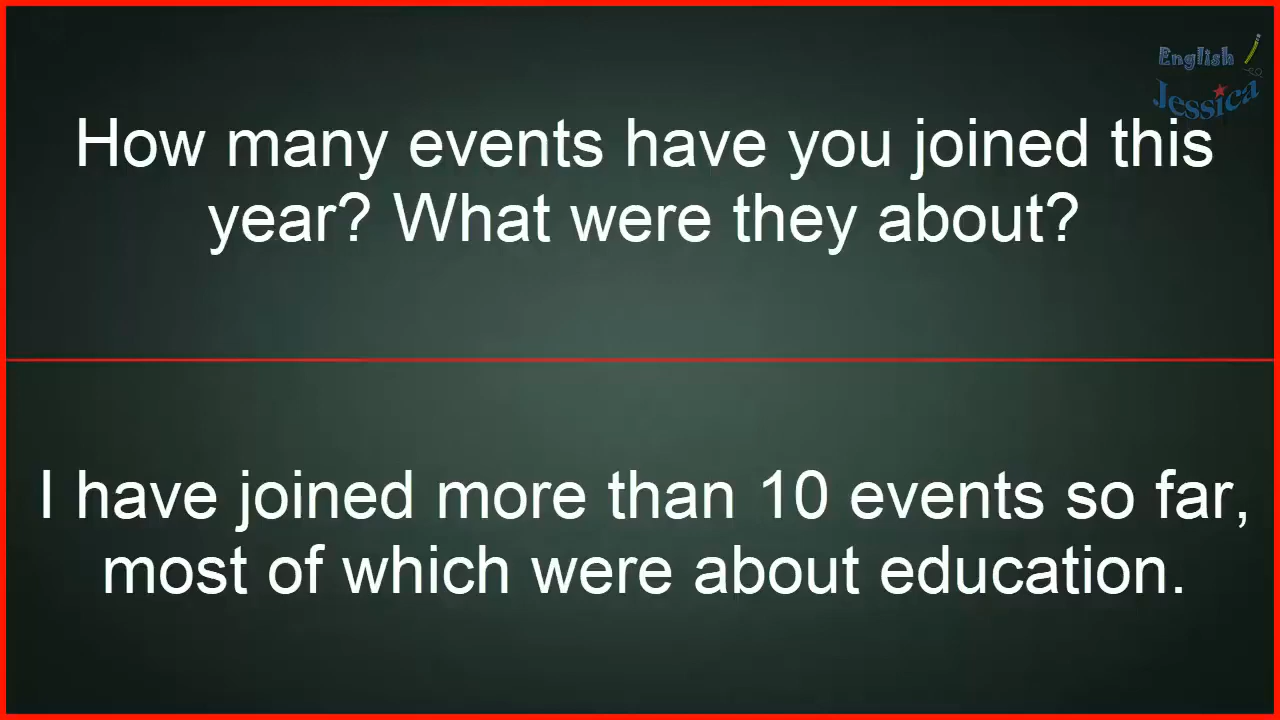 English
Jessica
How many events have you joined this
year? What were they about?
I have joined more than 10 events so far,
most of which were about education.